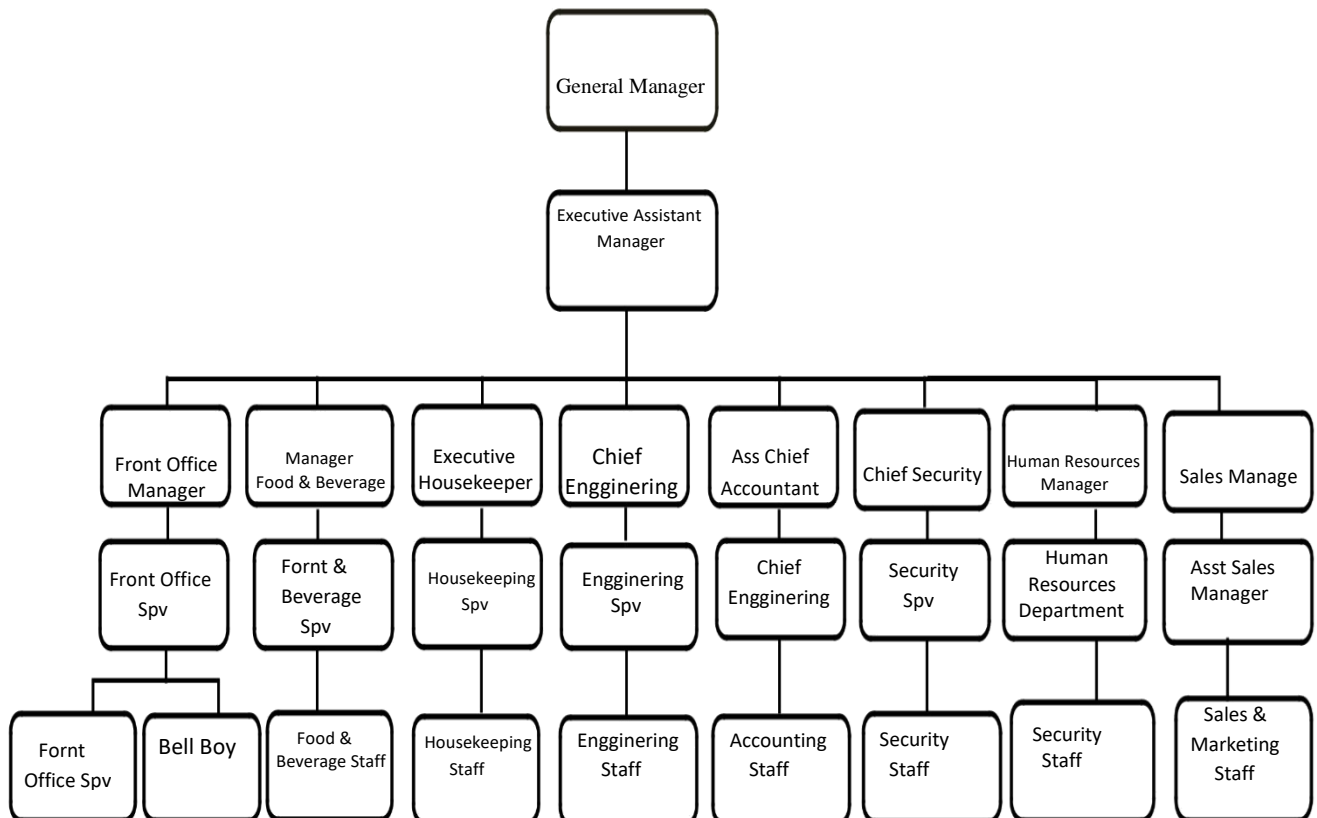 General Manager
Executive Assistant
Manager
Front Office
Manager
Manager
Food & Beverage
Executive
Housekeeper
Chief
Engginering
Ass Chief
Accountant
Chief Security
Human Resources
Manager
Sales Manage
Front Office
Spv
Fornt &
Beverage
Spv
Housekeeping
Spv
Engginering
Spv
Chief
Engginering
Security
Spv
Human
Resources
Department
Asst Sales
Manager
Fornt
Office Spv
Bell Boy
Food &
Beverage Staff
Housekeeping
Staff
Engginering
Staff
Accounting
Staff
Security
Staff
Security
Staff
Sales &
Marketing
Staff